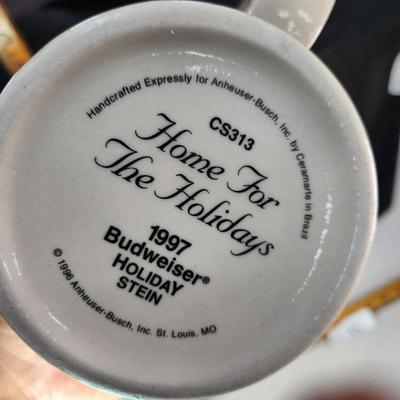 Handcrafted Expressly for Anheuser-Busch, Inc. by Ceramarte in Brazil
CS313
Home For
The Holidays
1997
Budweiser®
HOLIDAY
STEIN
© 1996 Anheuser-Busch, Inc. St. Louis, MO